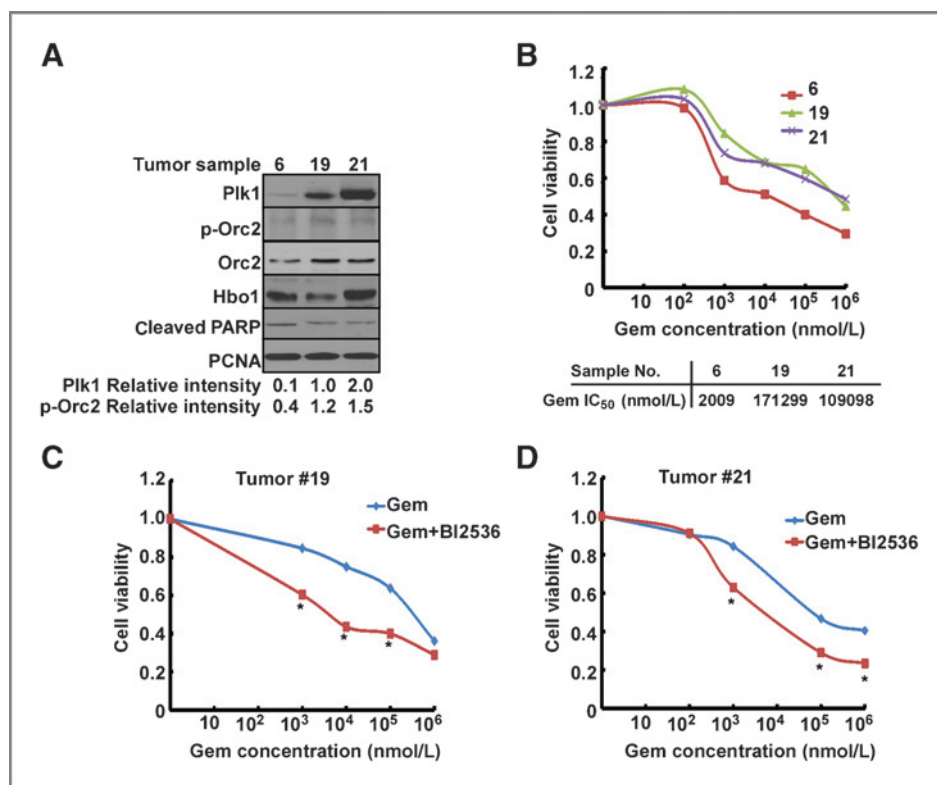 A
Tumor sample 6 19 21
Plk1
p-Orc2
Orc2
Hbo1
Cleaved PARP
PCNA
Plk1 Relative intensity 0.1 1.0 2.0
p-Orc2 Relative intensity 0.4 1.2 1.5
B
1.2
1.0
0.8
0.6
0.4
0.2
0
Cell viability
6
19
21
10 10² 10³ 10⁴ 10⁵ 10⁶
Gem concentration (nmol/L)
Sample No. 6 19 21
Gem IC₅₀ (nmol/L) 2009 171299 109098
C
Tumor #19
1.2
1.0
0.8
0.6
0.4
0.2
0
Cell viability
Gem
Gem+BI2536
*
*
*
10 10² 10³ 10⁴ 10⁵ 10⁶
Gem concentration (nmol/L)
D
Tumor #21
1.2
1.0
0.8
0.6
0.4
0.2
0
Cell viability
Gem
Gem+BI2536
*
*
*
10 10² 10³ 10⁴ 10⁵ 10⁶
Gem concentration (nmol/L)